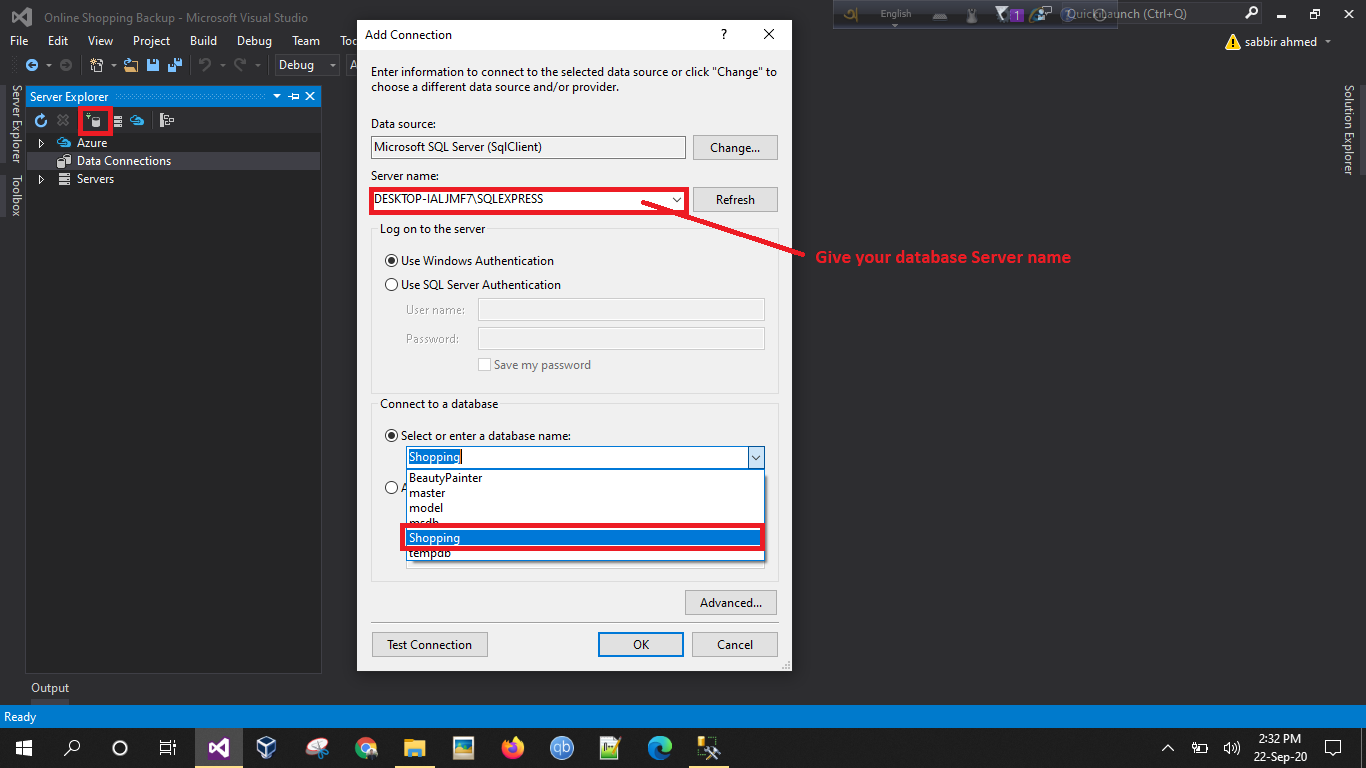 Online Shopping Backup - Microsoft Visual Studio
English
1
Quick Launch (Ctrl+Q)
File Edit View Project Build Debug Team
sabbir ahmed
Debug
Server Explorer
Toolbox
Server Explorer
Azure
Data Connections
Servers
Add Connection
?
Enter information to connect to the selected data source or click "Change" to
choose a different data source and/or provider.
Data source:
Microsoft SQL Server (SqlClient)
Change...
Server name:
DESKTOP-IALJMF7\SQLEXPRESS
Refresh
Log on to the server
Use Windows Authentication
Use SQL Server Authentication
User name:
Password:
Save my password
Connect to a database
Select or enter a database name:
Shopping
BeautyPainter
master
model
msdb
Shopping
tempdb
Advanced...
Test Connection
OK
Cancel
Give your database Server name
Solution Explorer
Output
Ready
qb
2:32 PM
22-Sep-20